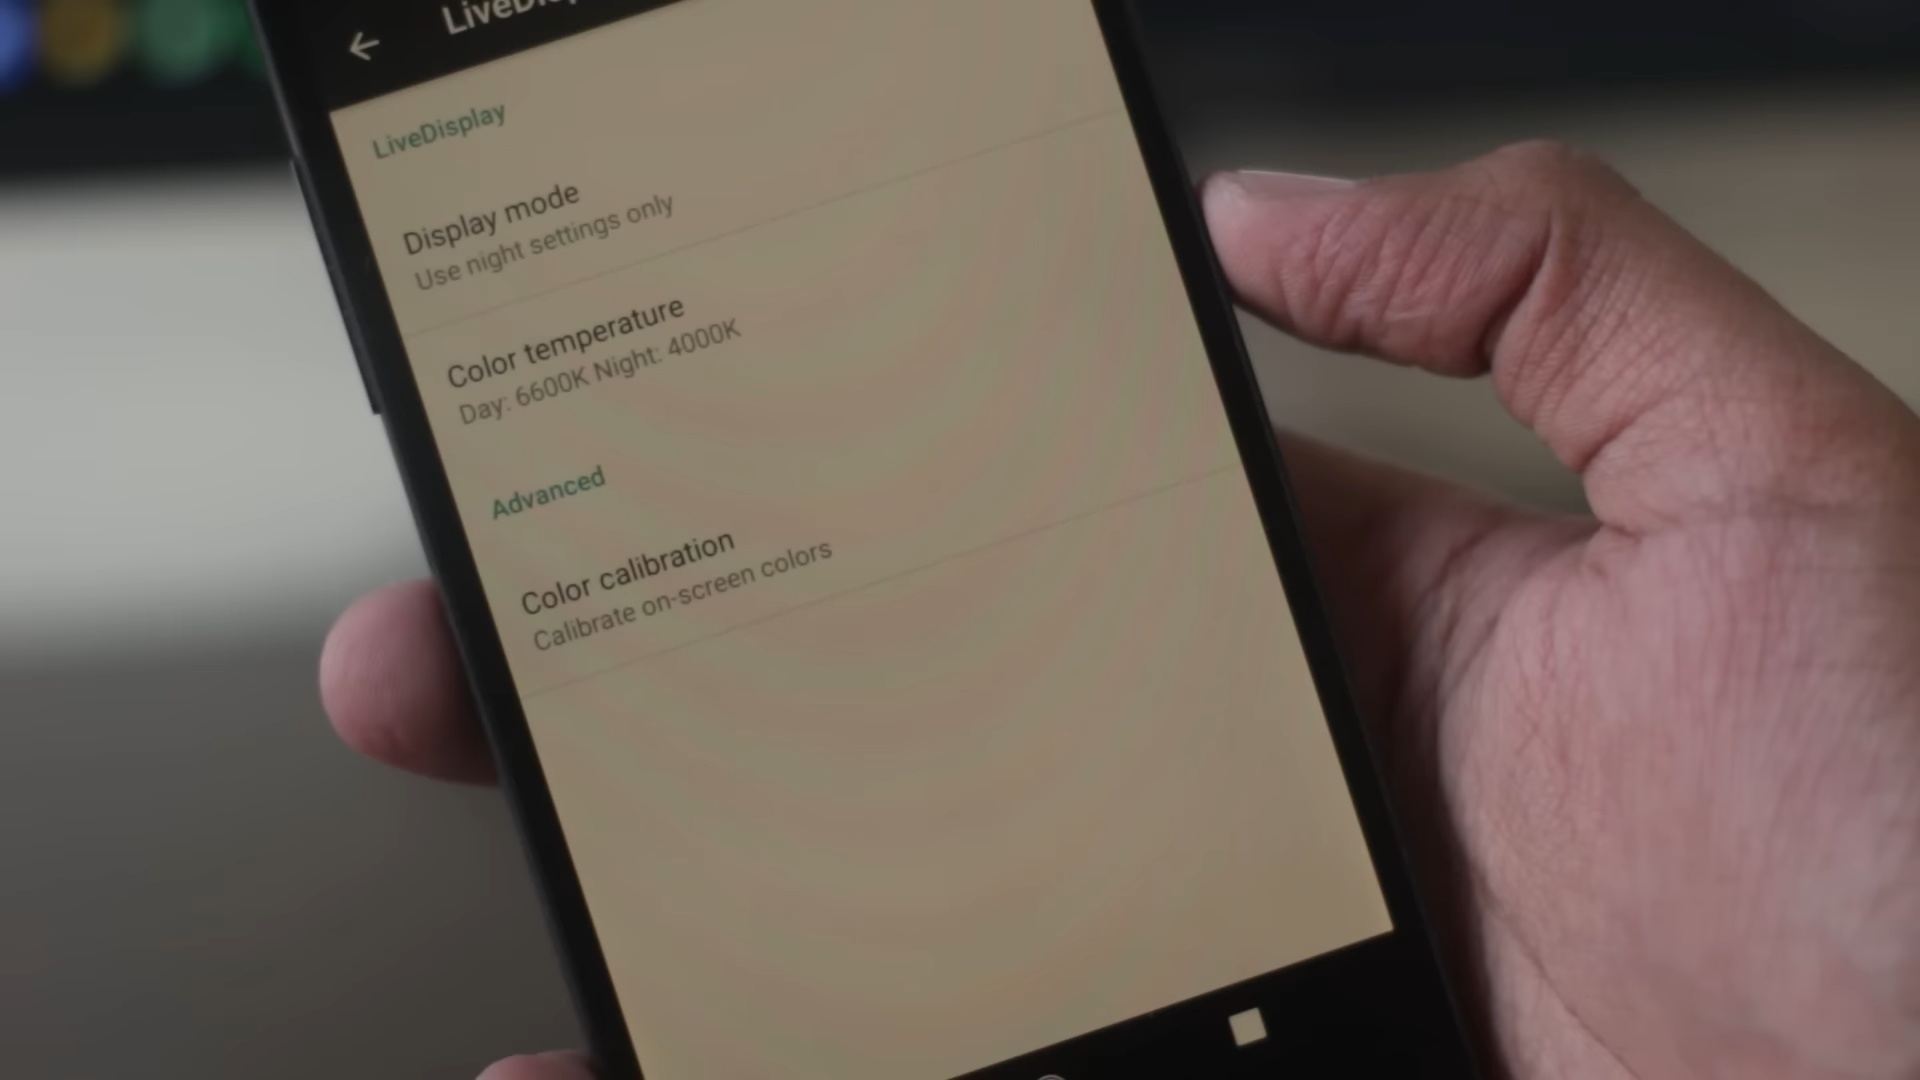 LiveDisplay
Display mode
Use night settings only
Color temperature
Day: 6600K Night: 4000K
Advanced
Color calibration
Calibrate on-screen colors